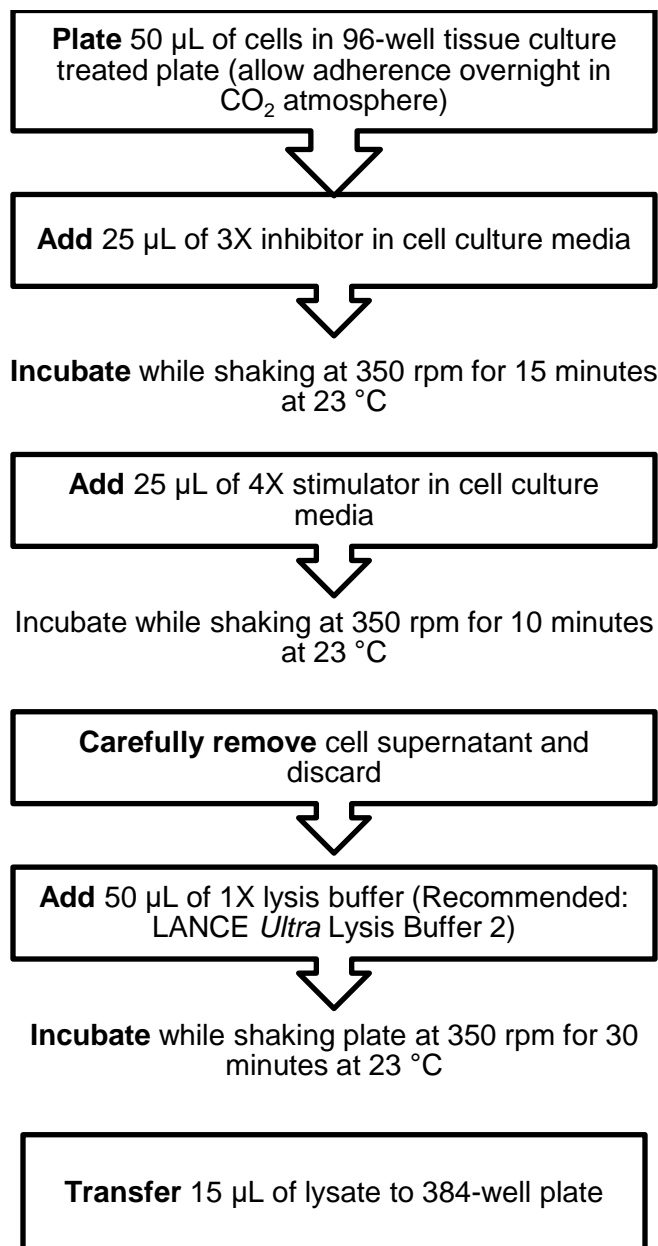 Plate 50 µL of cells in 96-well tissue culture
treated plate (allow adherence overnight in
CO₂ atmosphere)
Add 25 µL of 3X inhibitor in cell culture media
Incubate while shaking at 350 rpm for 15 minutes
at 23 °C
Add 25 µL of 4X stimulator in cell culture
media
Incubate while shaking at 350 rpm for 10 minutes
at 23 °C
Carefully remove cell supernatant and
discard
Add 50 µL of 1X lysis buffer (Recommended:
LANCE Ultra Lysis Buffer 2)
Incubate while shaking plate at 350 rpm for 30
minutes at 23 °C
Transfer 15 µL of lysate to 384-well plate